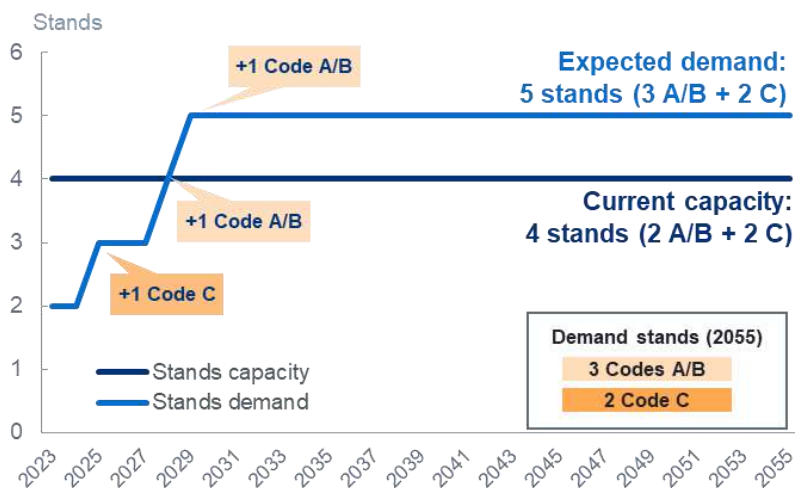 Stands
6
5
4
3
2
1
0
+1 Code A/B
Expected demand:
5 stands (3 A/B + 2 C)
+1 Code A/B
Current capacity:
4 stands (2 A/B + 2 C)
+1 Code C
Stands capacity
Stands demand
Demand stands (2055)
3 Codes A/B
2 Code C
2023
2025
2027
2029
2031
2033
2035
2037
2039
2041
2043
2045
2047
2049
2051
2053
2055